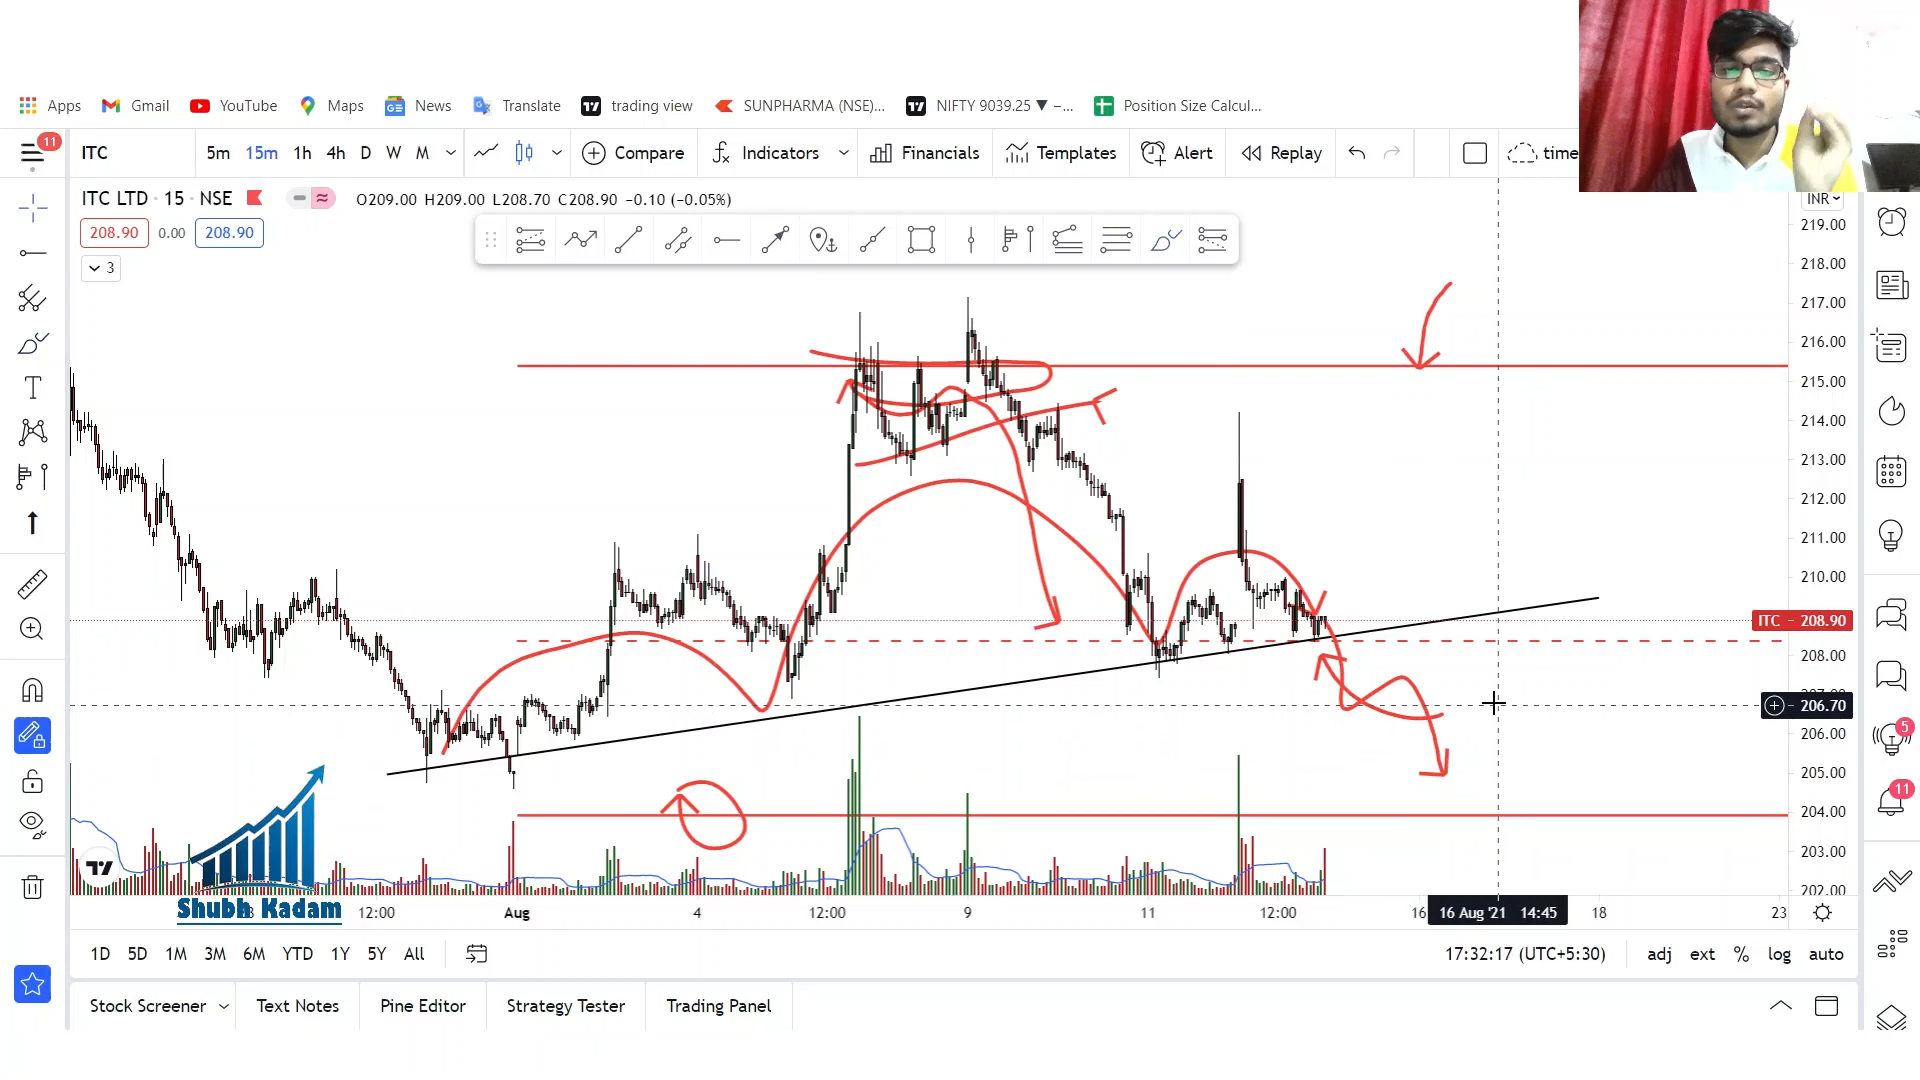 Apps Gmail YouTube Maps News Translate trading view SUNPHARMA (NSE)... NIFTY 9039.25 ▼ –... Position Size Calcul...
11 ITC 5m 15m 1h 4h D W M Compare Indicators Financials Templates Alert Replay time
ITC LTD · 15 · NSE O209.00 H209.00 L208.70 C208.90 −0.10 (−0.05%) INR
208.90 0.00 208.90
3
219.00
218.00
217.00
216.00
215.00
214.00
213.00
212.00
211.00
210.00
ITC – 208.90
208.00
206.70
206.00
205.00
204.00
203.00
202.00
5
11
Shubh Kadam
12:00 Aug 4 12:00 9 11 12:00 16 16 Aug '21 14:45 18 23
1D 5D 1M 3M 6M YTD 1Y 5Y All 17:32:17 (UTC+5:30) adj ext % log auto
Stock Screener Text Notes Pine Editor Strategy Tester Trading Panel